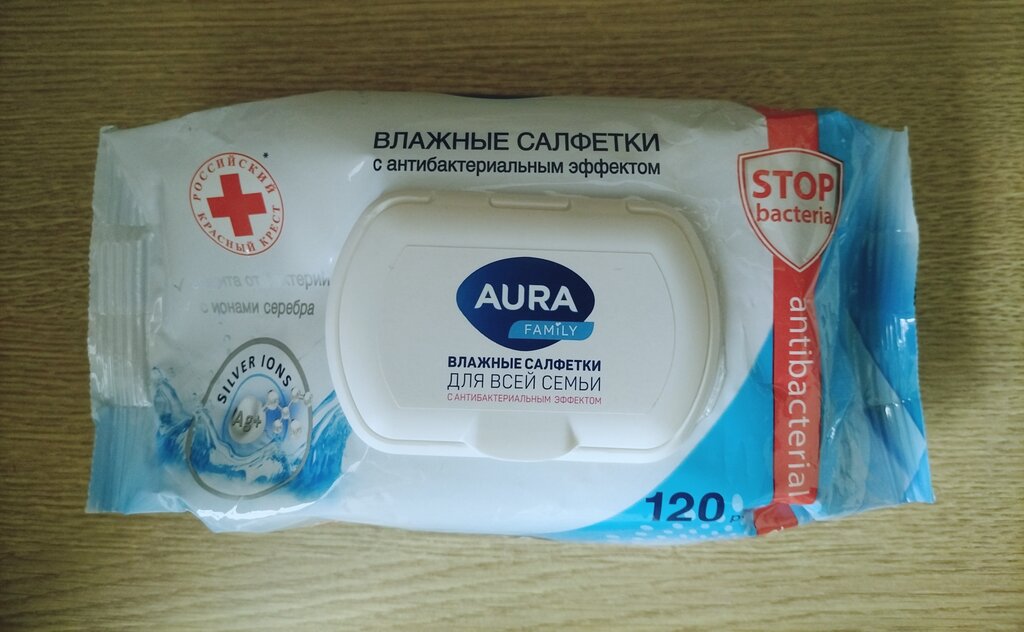 ВЛАЖНЫЕ САЛФЕТКИ
с антибактериальным эффектом
РОССИЙСКИЙ
КРАСНЫЙ КРЕСТ
*
STOP
bacteria
от
с ионами серебра
SILVER IONS
Ag+
AURA
FAMiLY
ВЛАЖНЫЕ САЛФЕТКИ
ДЛЯ ВСЕЙ СЕМЬИ
С АНТИБАКТЕРИАЛЬНЫМ ЭФФЕКТОМ
antibacterial
120